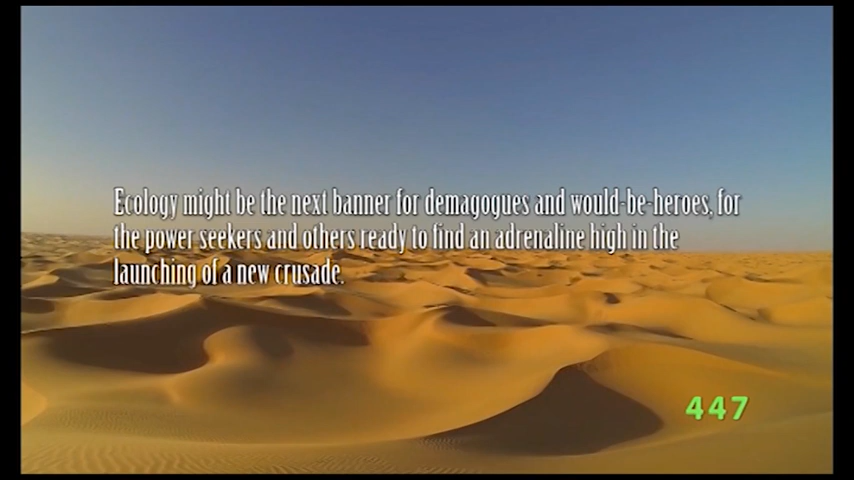 Ecology might be the next banner for demagogues and would-be-heroes, for
the power seekers and others ready to find an adrenaline high in the
launching of a new crusade.
447